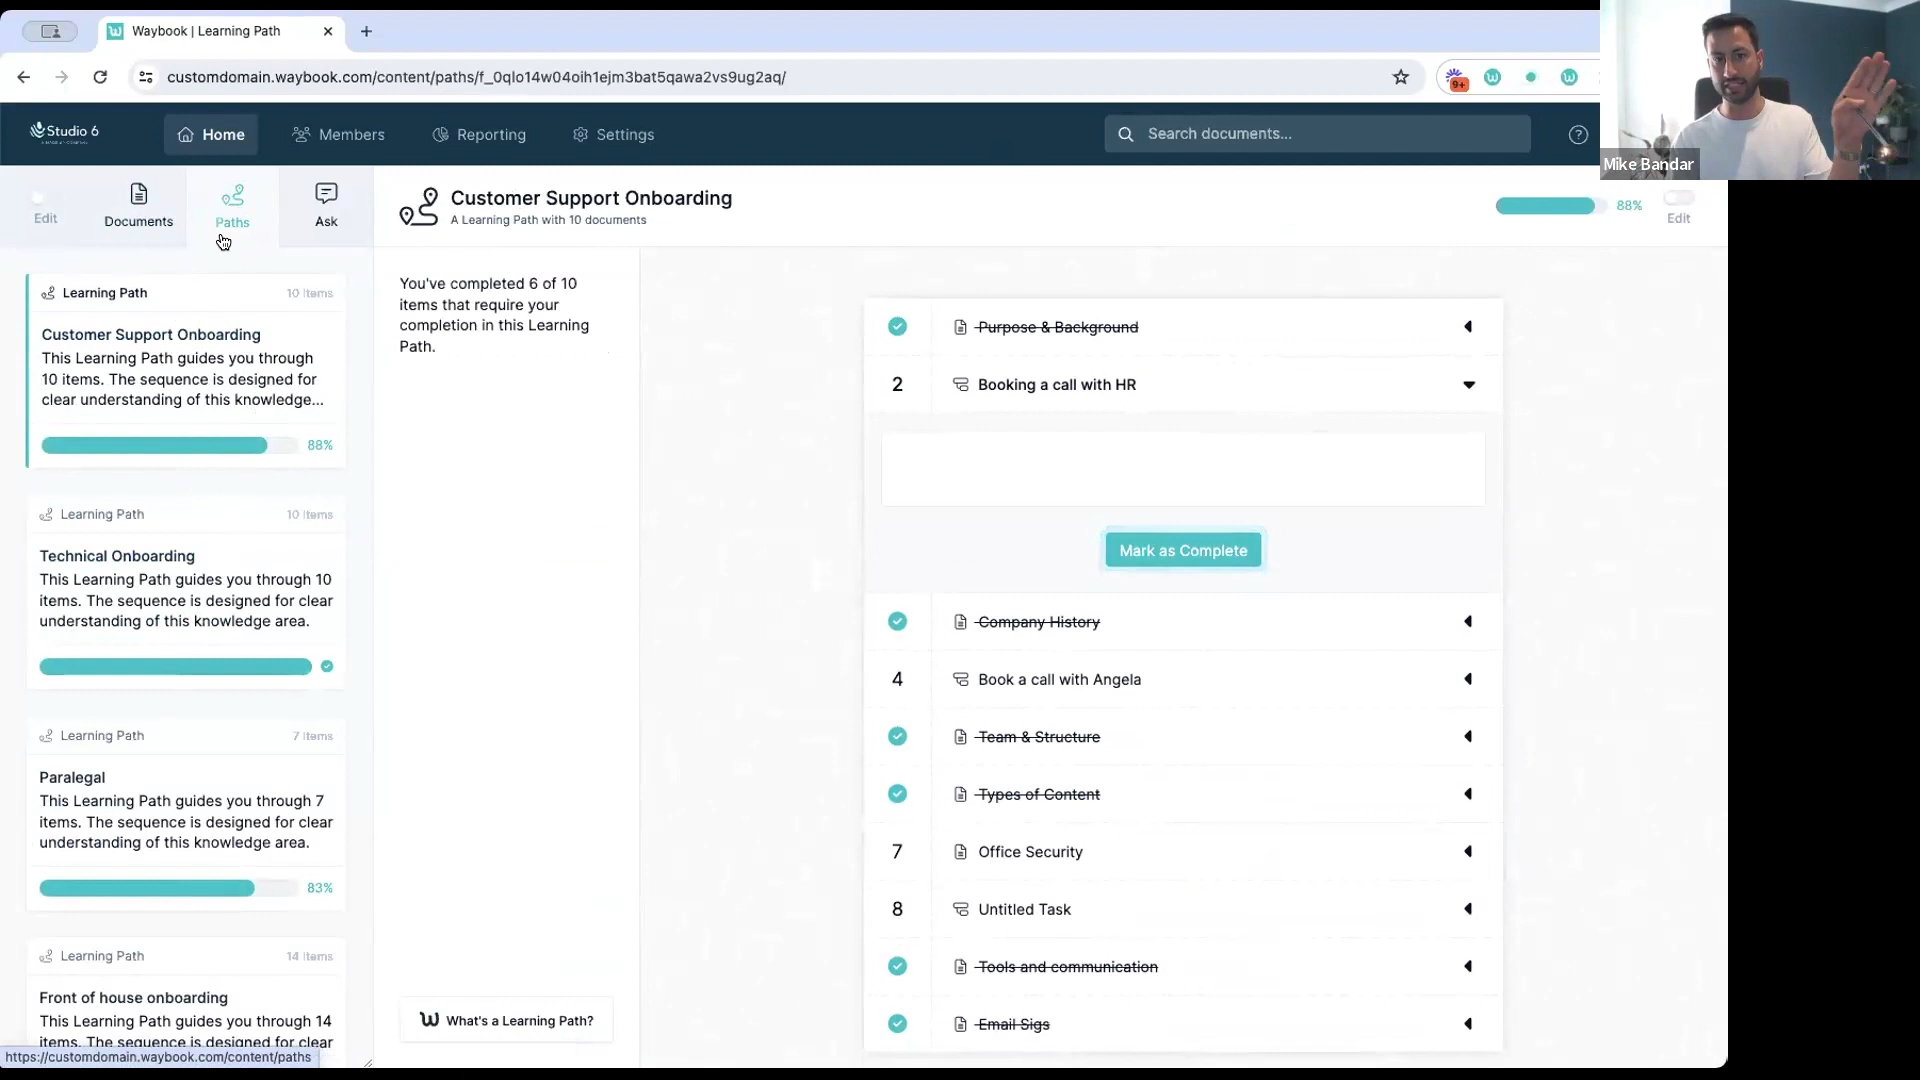 Waybook | Learning Path
customdomain.waybook.com/content/paths/f_0qlo14w04oih1ejm3bat5qawa2vs9ug2aq/
9+
Studio 6
Home
Members
Reporting
Settings
Search documents...
Mike Bandar
Edit
Documents
Paths
Ask
Customer Support Onboarding
A Learning Path with 10 documents
88%
Edit
Learning Path
10 Items
Customer Support Onboarding
This Learning Path guides you through
10 items. The sequence is designed for
clear understanding of this knowledge...
88%
Learning Path
10 Items
Technical Onboarding
This Learning Path guides you through 10
items. The sequence is designed for clear
understanding of this knowledge area.
Learning Path
7 Items
Paralegal
This Learning Path guides you through 7
items. The sequence is designed for clear
understanding of this knowledge area.
83%
Learning Path
14 Items
Front of house onboarding
This Learning Path guides you through 14
items. The sequence is designed for clear
https://customdomain.waybook.com/content/paths
You've completed 6 of 10
items that require your
completion in this Learning
Path.
What's a Learning Path?
Purpose & Background
2 Booking a call with HR
Mark as Complete
Company History
4 Book a call with Angela
Team & Structure
Types of Content
7 Office Security
8 Untitled Task
Tools and communication
Email Sigs